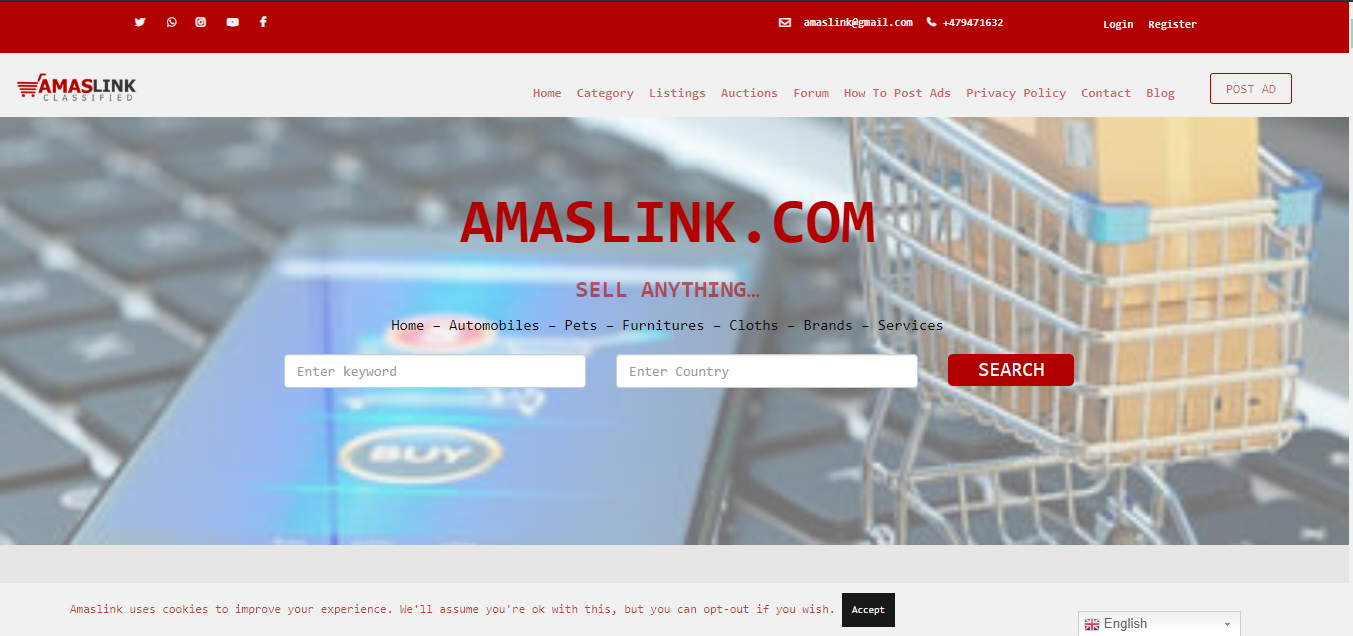 amaslink@gmail.com +479471632 Login Register
AMASLINK
CLASSIFIED
Home Category Listings Auctions Forum How To Post Ads Privacy Policy Contact Blog POST AD
AMASLINK.COM
SELL ANYTHING…
Home – Automobiles – Pets – Furnitures – Cloths – Brands – Services
Enter keyword Enter Country SEARCH
BUY
Amaslink uses cookies to improve your experience. We'll assume you're ok with this, but you can opt-out if you wish. Accept
English